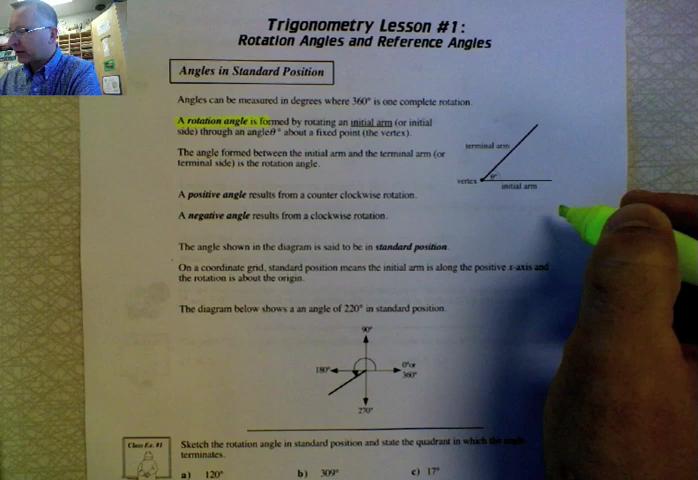 Trigonometry Lesson #1:
Rotation Angles and Reference Angles
Angles in Standard Position
Angles can be measured in degrees where 360° is one complete rotation.
A rotation angle is formed by rotating an initial arm (or initial
side) through an angleθ° about a fixed point (the vertex).
The angle formed between the initial arm and the terminal arm (or
terminal side) is the rotation angle.
terminal arm
vertex
θ°
initial arm
A positive angle results from a counter clockwise rotation.
A negative angle results from a clockwise rotation.
The angle shown in the diagram is said to be in standard position.
On a coordinate grid, standard position means the initial arm is along the positive x-axis and
the rotation is about the origin.
The diagram below shows a an angle of 220° in standard position.
90°
180°
0° or
360°
270°
Class Ex. #1
Sketch the rotation angle in standard position and state the quadrant in which the angle
terminates.
a) 120° b) 309° c) 17°